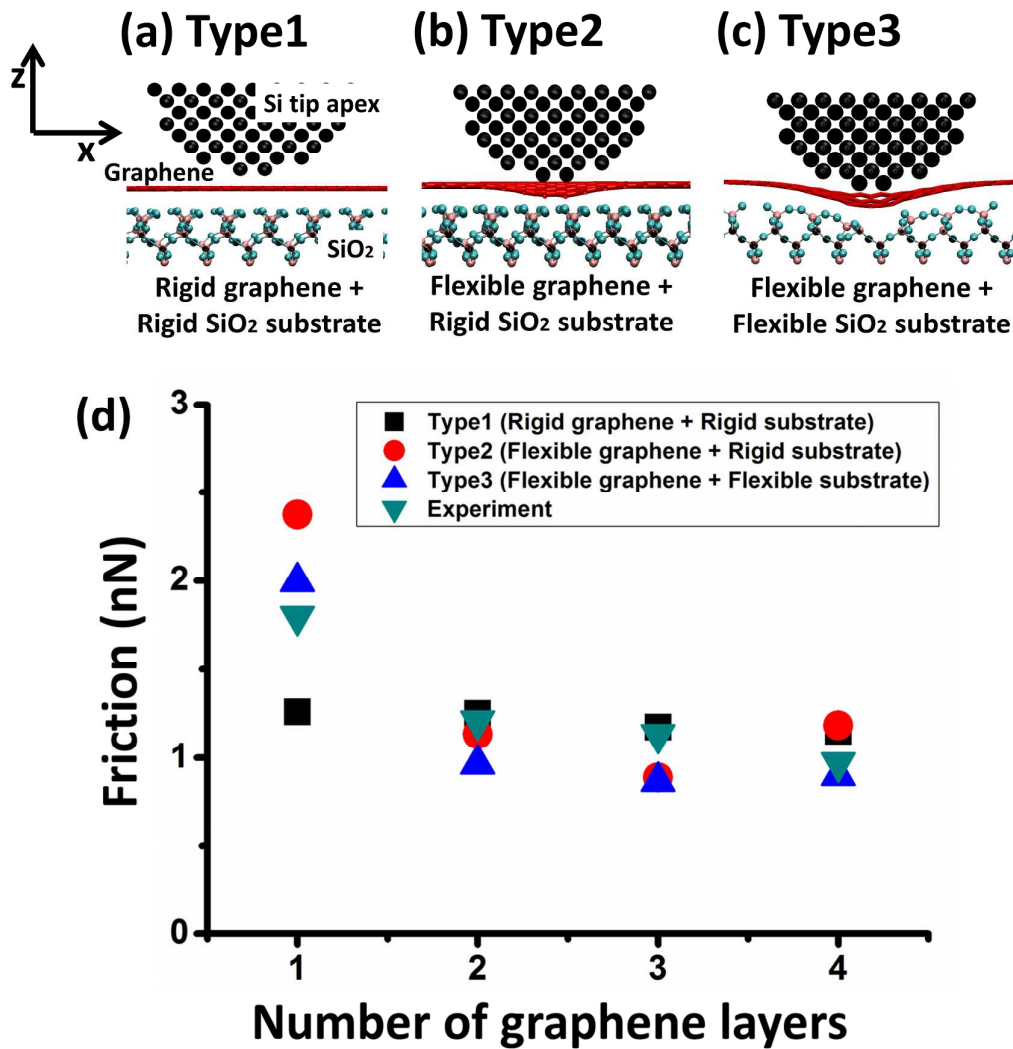 (a) Type1
(b) Type2
(c) Type3
z
x
Si tip apex
Graphene
SiO2
Rigid graphene +
Rigid SiO2 substrate
Flexible graphene +
Rigid SiO2 substrate
Flexible graphene +
Flexible SiO2 substrate
(d)
3
2
1
0
Friction (nN)
Type1 (Rigid graphene + Rigid substrate)
Type2 (Flexible graphene + Rigid substrate)
Type3 (Flexible graphene + Flexible substrate)
Experiment
1 2 3 4
Number of graphene layers